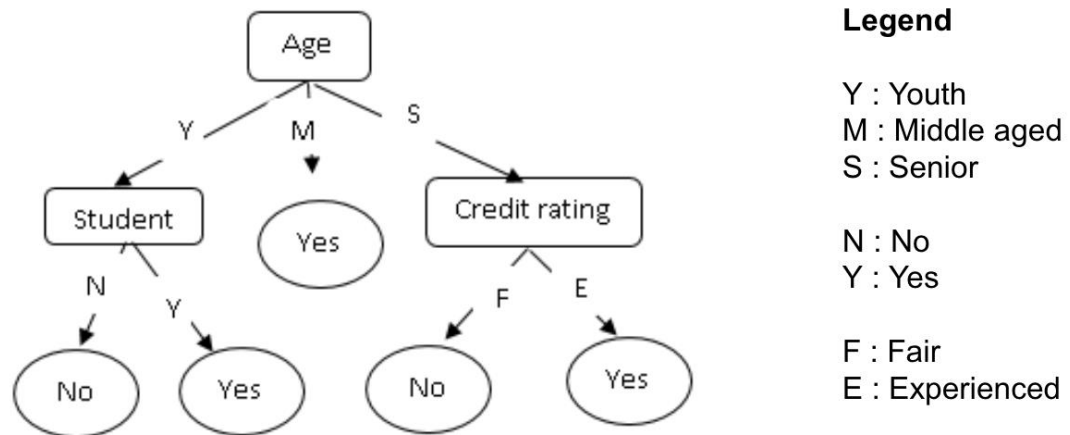 Age
Y
M
S
Student
Yes
Credit rating
N
Y
F
E
No
Yes
No
Yes
Legend
Y : Youth
M : Middle aged
S : Senior
N : No
Y : Yes
F : Fair
E : Experienced